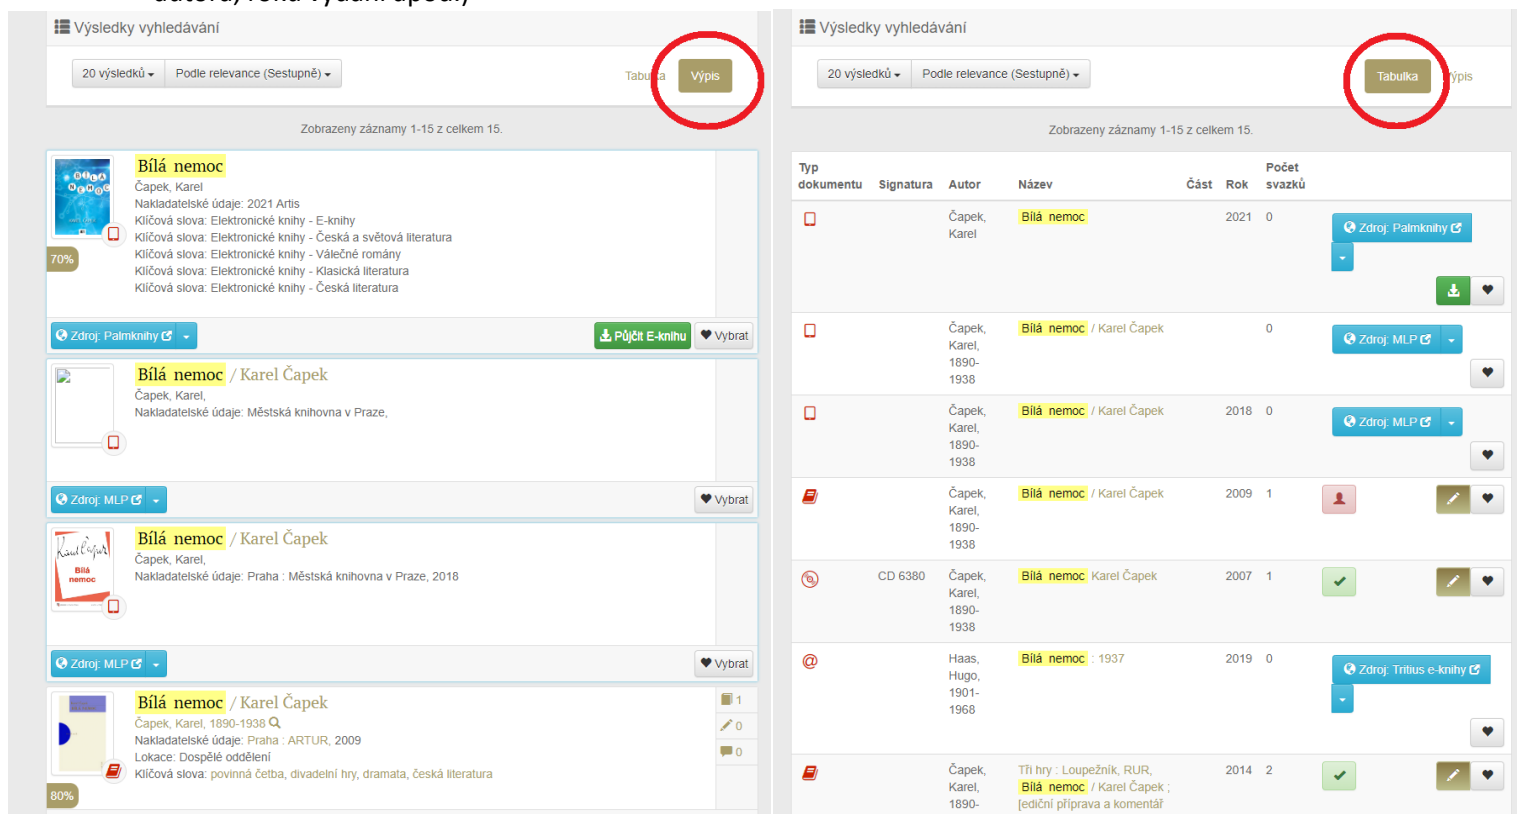 Výsledky vyhledávání
20 výsledků Podle relevance (Sestupně) Tabulka Výpis
Zobrazeny záznamy 1-15 z celkem 15.
BÍLÁ
NEMOC
70%
Bílá nemoc
Čapek, Karel
Nakladatelské údaje: 2021 Artis
Klíčová slova: Elektronické knihy - E-knihy
Klíčová slova: Elektronické knihy - Česká a světová literatura
Klíčová slova: Elektronické knihy - Válečné romány
Klíčová slova: Elektronické knihy - Klasická literatura
Klíčová slova: Elektronické knihy - Česká literatura
Zdroj: Palmknihy Půjčit E-knihu Vybrat
Bílá nemoc / Karel Čapek
Čapek, Karel,
Nakladatelské údaje: Městská knihovna v Praze,
Zdroj: MLP Vybrat
Karel Čapek
Bílá
nemoc
Bílá nemoc / Karel Čapek
Čapek, Karel,
Nakladatelské údaje: Praha : Městská knihovna v Praze, 2018
Zdroj: MLP Vybrat
Bílá nemoc / Karel Čapek 1
Čapek, Karel, 1890-1938 0
Nakladatelské údaje: Praha : ARTUR, 2009
Lokace: Dospělé oddělení 0
Klíčová slova: povinná četba, divadelní hry, dramata, česká literatura
80%
Výsledky vyhledávání
20 výsledků Podle relevance (Sestupně) Tabulka Výpis
Zobrazeny záznamy 1-15 z celkem 15.
Typ Počet
dokumentu Signatura Autor Název Část Rok svazků
Čapek, Bílá nemoc 2021 0 Zdroj: Palmknihy
Karel
Čapek, Bílá nemoc / Karel Čapek 0 Zdroj: MLP
Karel,
1890-
1938
Čapek, Bílá nemoc / Karel Čapek 2018 0 Zdroj: MLP
Karel,
1890-
1938
Čapek, Bílá nemoc / Karel Čapek 2009 1
Karel,
1890-
1938
CD 6380 Čapek, Bílá nemoc Karel Čapek 2007 1
Karel,
1890-
1938
@ Haas, Bílá nemoc : 1937 2019 0 Zdroj: Tritius e-knihy
Hugo,
1901-
1968
Čapek, Tři hry : Loupežník, RUR, 2014 2
Karel, Bílá nemoc / Karel Čapek ;
1890- [ediční příprava a komentář